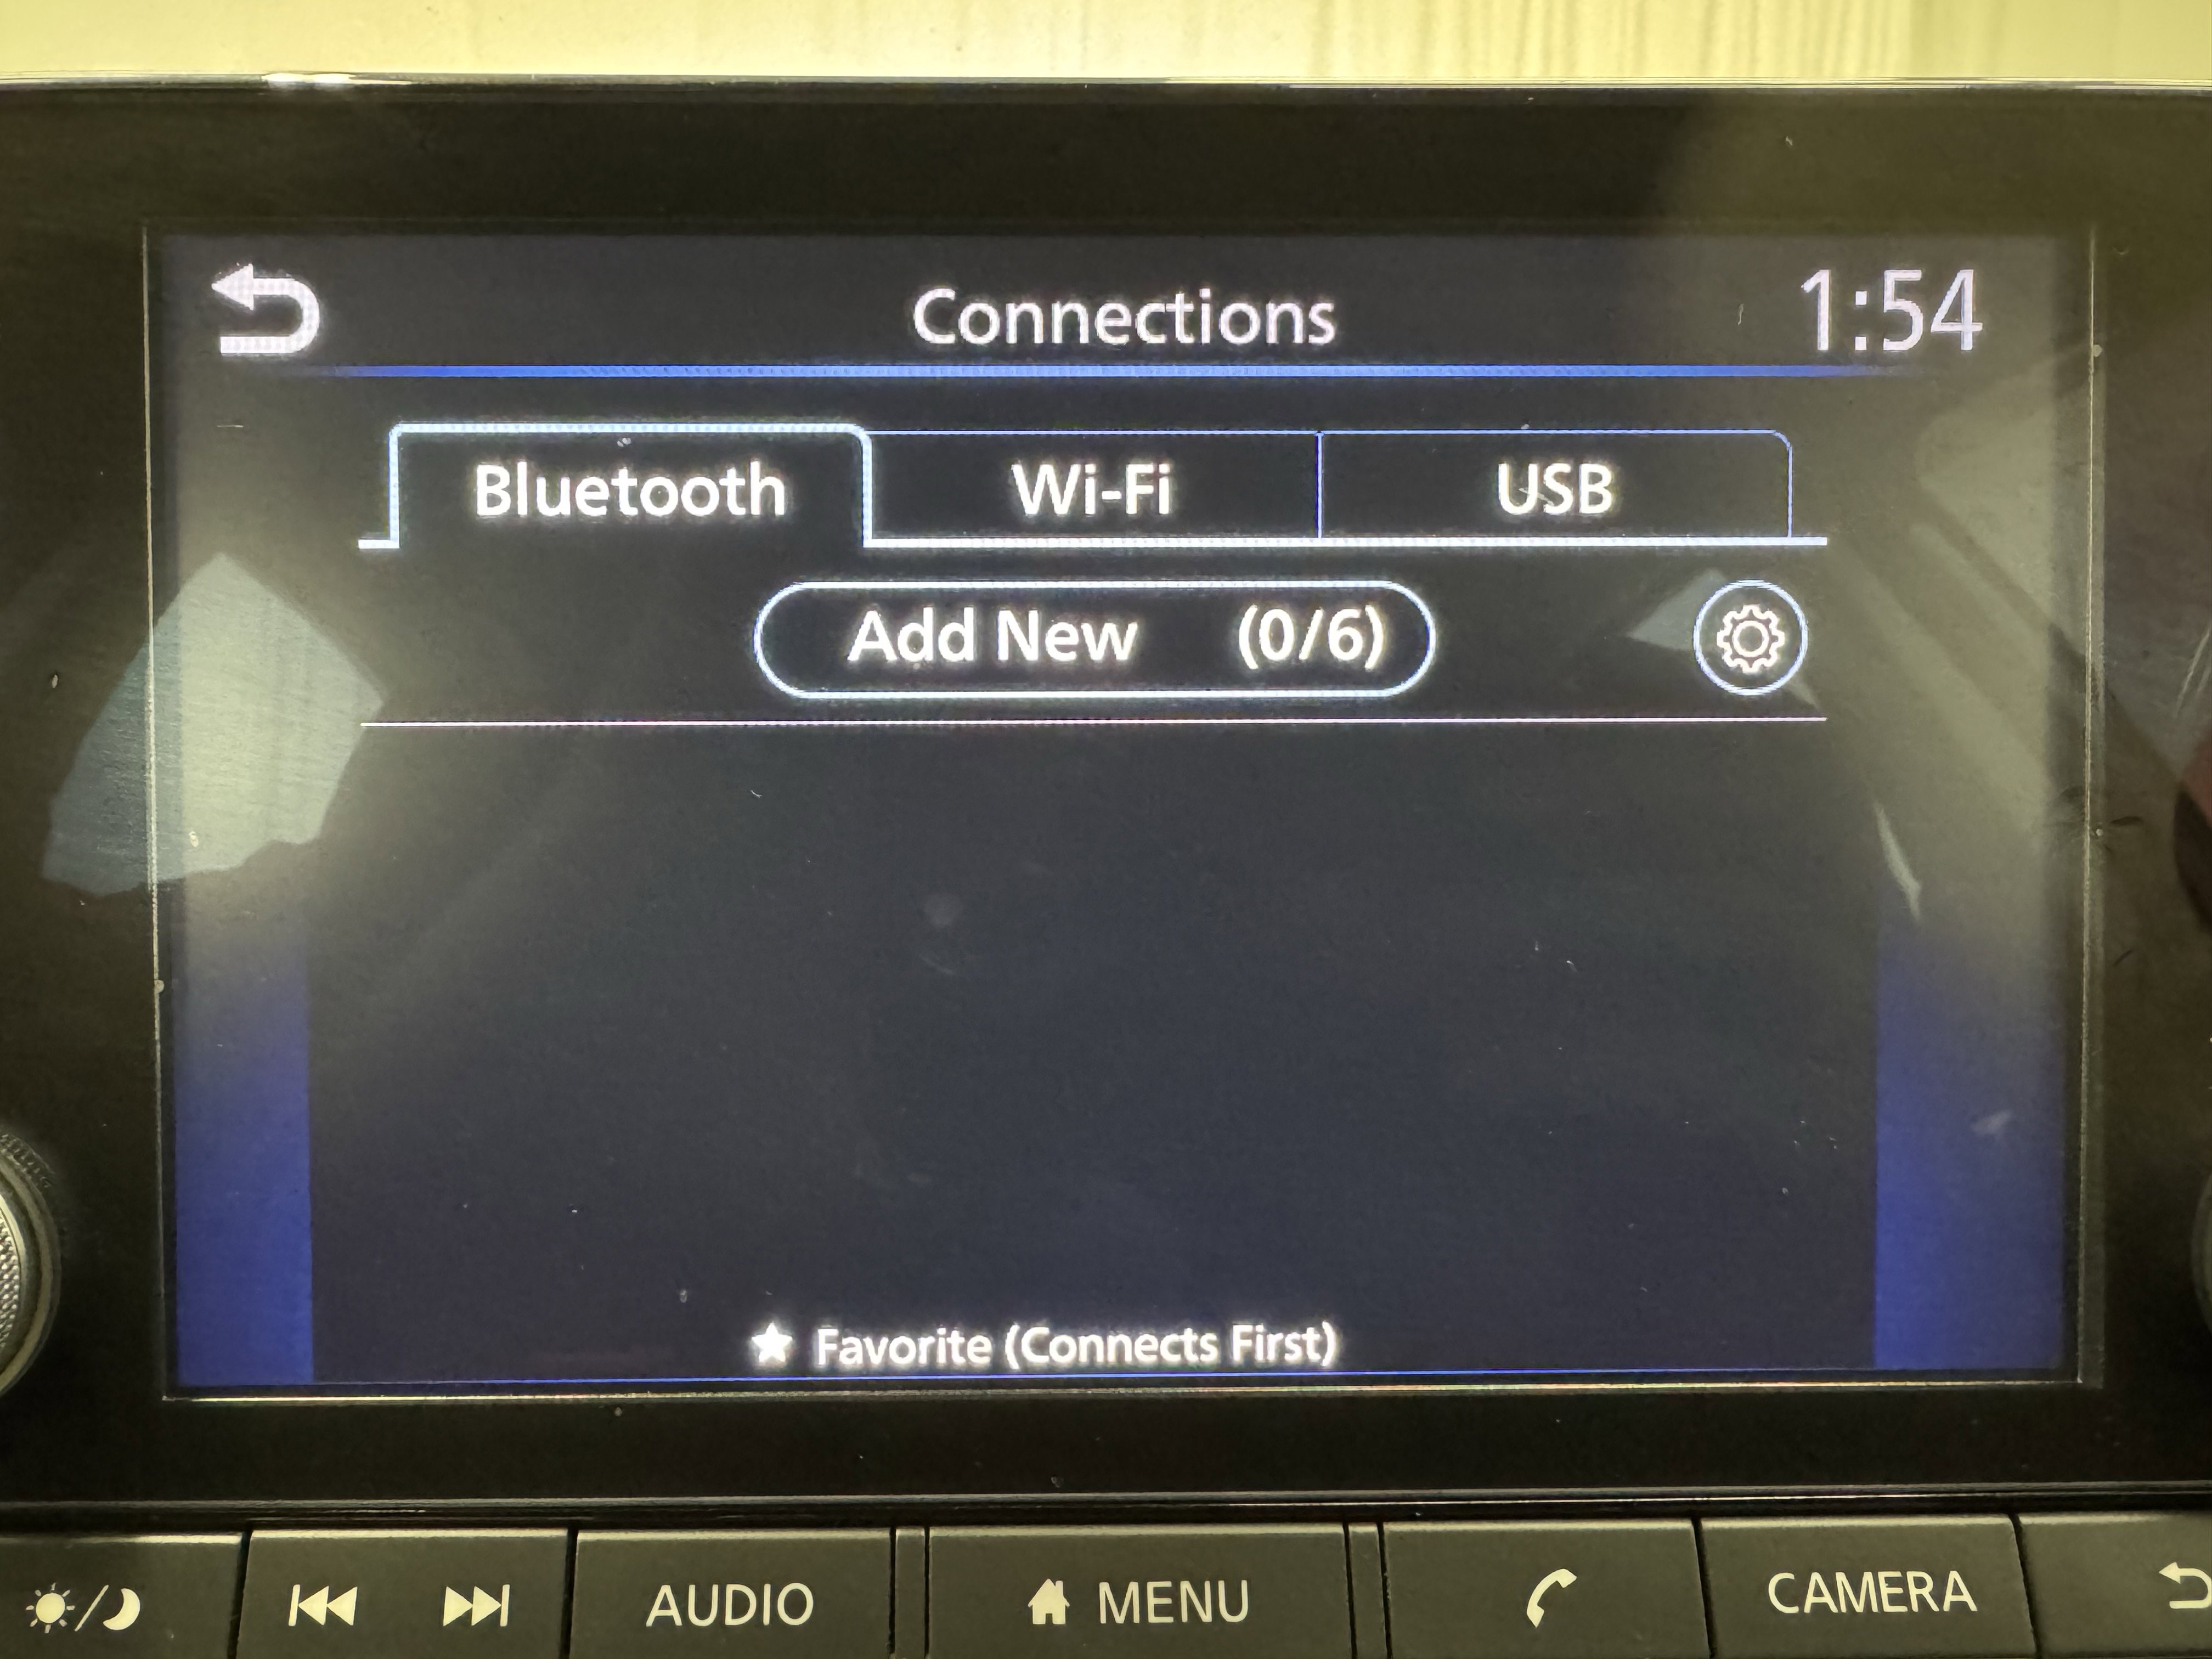 Connections 1:54
Bluetooth Wi-Fi USB
Add New (0/6)
★ Favorite (Connects First)
AUDIO MENU CAMERA